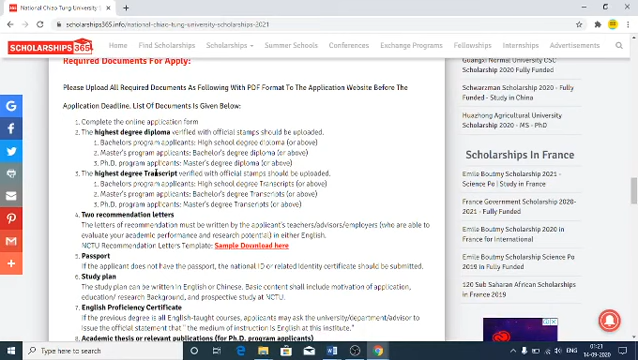 National Chiao Tung University S
scholarships365.info/national-chiao-tung-university-scholarships-2021
SCHOLARSHIPS 365
Home
Find Scholarships
Scholarships
Summer Schools
Conferences
Exchange Programs
Fellowships
Internships
Advertisements
Required Documents For Apply:
Please Upload All Required Documents As Following With PDF Format To The Application Website Before The
Application Deadline. List Of Documents Is Given Below:
1. Complete the online application form
2. The highest degree diploma verified with official stamps should be uploaded.
1. Bachelors program applicants: High school degree diploma (or above)
2. Master's program applicants: Bachelor's degree diploma (or above)
3. Ph.D. program applicants: Master's degree diploma (or above)
3. The highest degree Transcript verified with official stamps should be uploaded.
1. Bachelors program applicants: High school degree Transcripts (or above)
2. Master's program applicants: Bachelor's degree Transcripts (or above)
3. Ph.D. program applicants: Master's degree Transcripts (or above)
4. Two recommendation letters
The letters of recommendation must be written by the applicant's teachers/advisors/employers (who are able to
evaluate your academic performance and research potential) in either English.
NCTU Recommendation Letters Template: Sample Download here
5. Passport
If the applicant does not have the passport, the national ID or related identity certificate should be submitted.
6. Study plan
The study plan can be written in English or Chinese. Basic content shall include motivation of application,
education/ research Background, and prospective study at NCTU.
7. English Proficiency Certificate
If the previous degree is all English-taught courses, applicants may ask the university/department/advisor to
issue the official statement that " the medium of instruction is English at this institute."
8. Academic thesis or relevant publications (for Ph.D. program applicants)
Guangxi Normal University CSC
Scholarship 2020 Fully Funded
Schwarzman Scholarship 2020 in
China Fully Funded
Huazhong Agricultural University
Scholarship MS - PhD
Scholarships In France
Emile Boutmy Scholarship 2021 -
Science Po | Study in France
France Government Scholarship
2020-2021 Fully Funded
Emile Boutmy Scholarship 2020 in
France for International
Emile Boutmy Scholarship Science Po
2019 in Fully Funded
120 Sub Saharan African Scholarships
in France 2019
Type here to search
01:21
14-09-2020